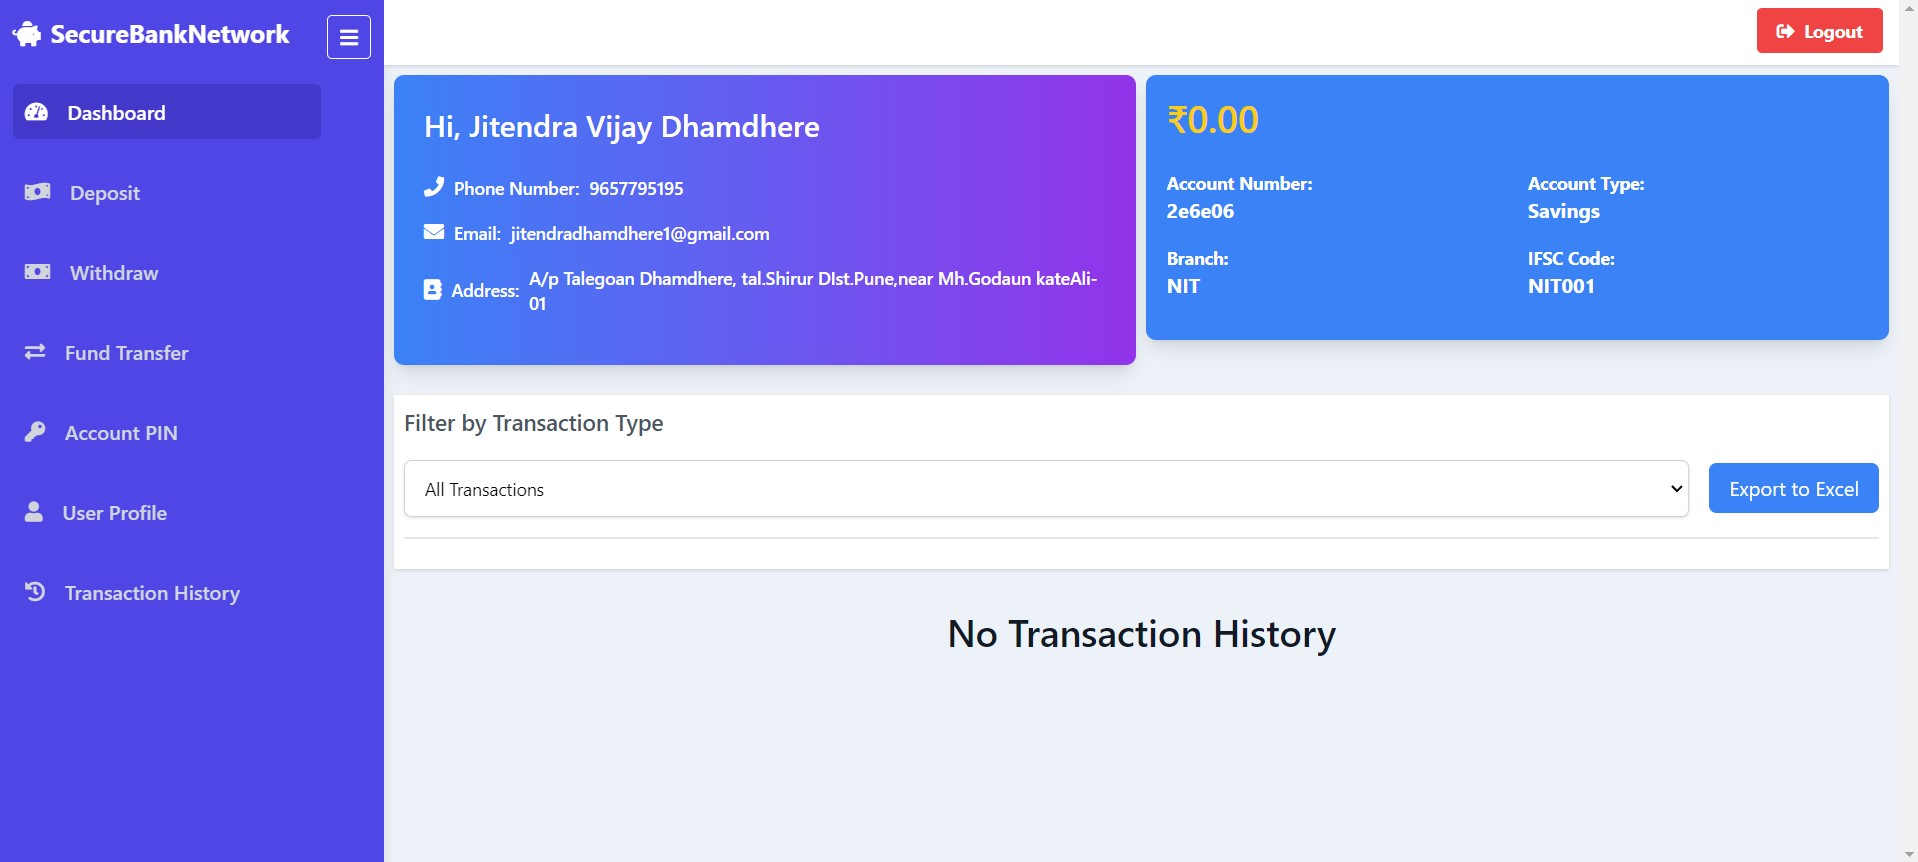 SecureBankNetwork
Logout
Dashboard
Deposit
Withdraw
Fund Transfer
Account PIN
User Profile
Transaction History
Hi, Jitendra Vijay Dhamdhere
Phone Number: 9657795195
Email: jitendradhamdhere1@gmail.com
Address: A/p Talegoan Dhamdhere, tal.Shirur DIst.Pune,near Mh.Godaun kateAli-
01
₹0.00
Account Number:
2e6e06
Account Type:
Savings
Branch:
NIT
IFSC Code:
NIT001
Filter by Transaction Type
All Transactions
Export to Excel
No Transaction History